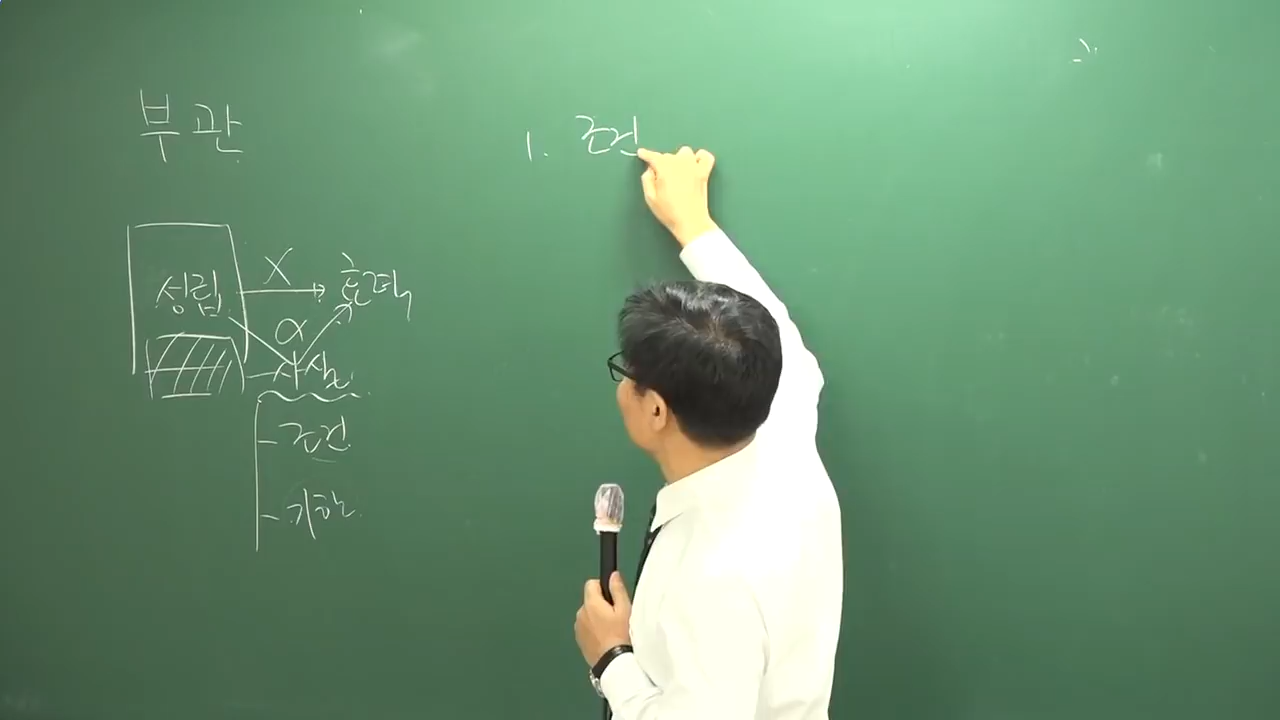 부관
성립 X 효력
α
사실
- 조건
- 기한
1. 조건